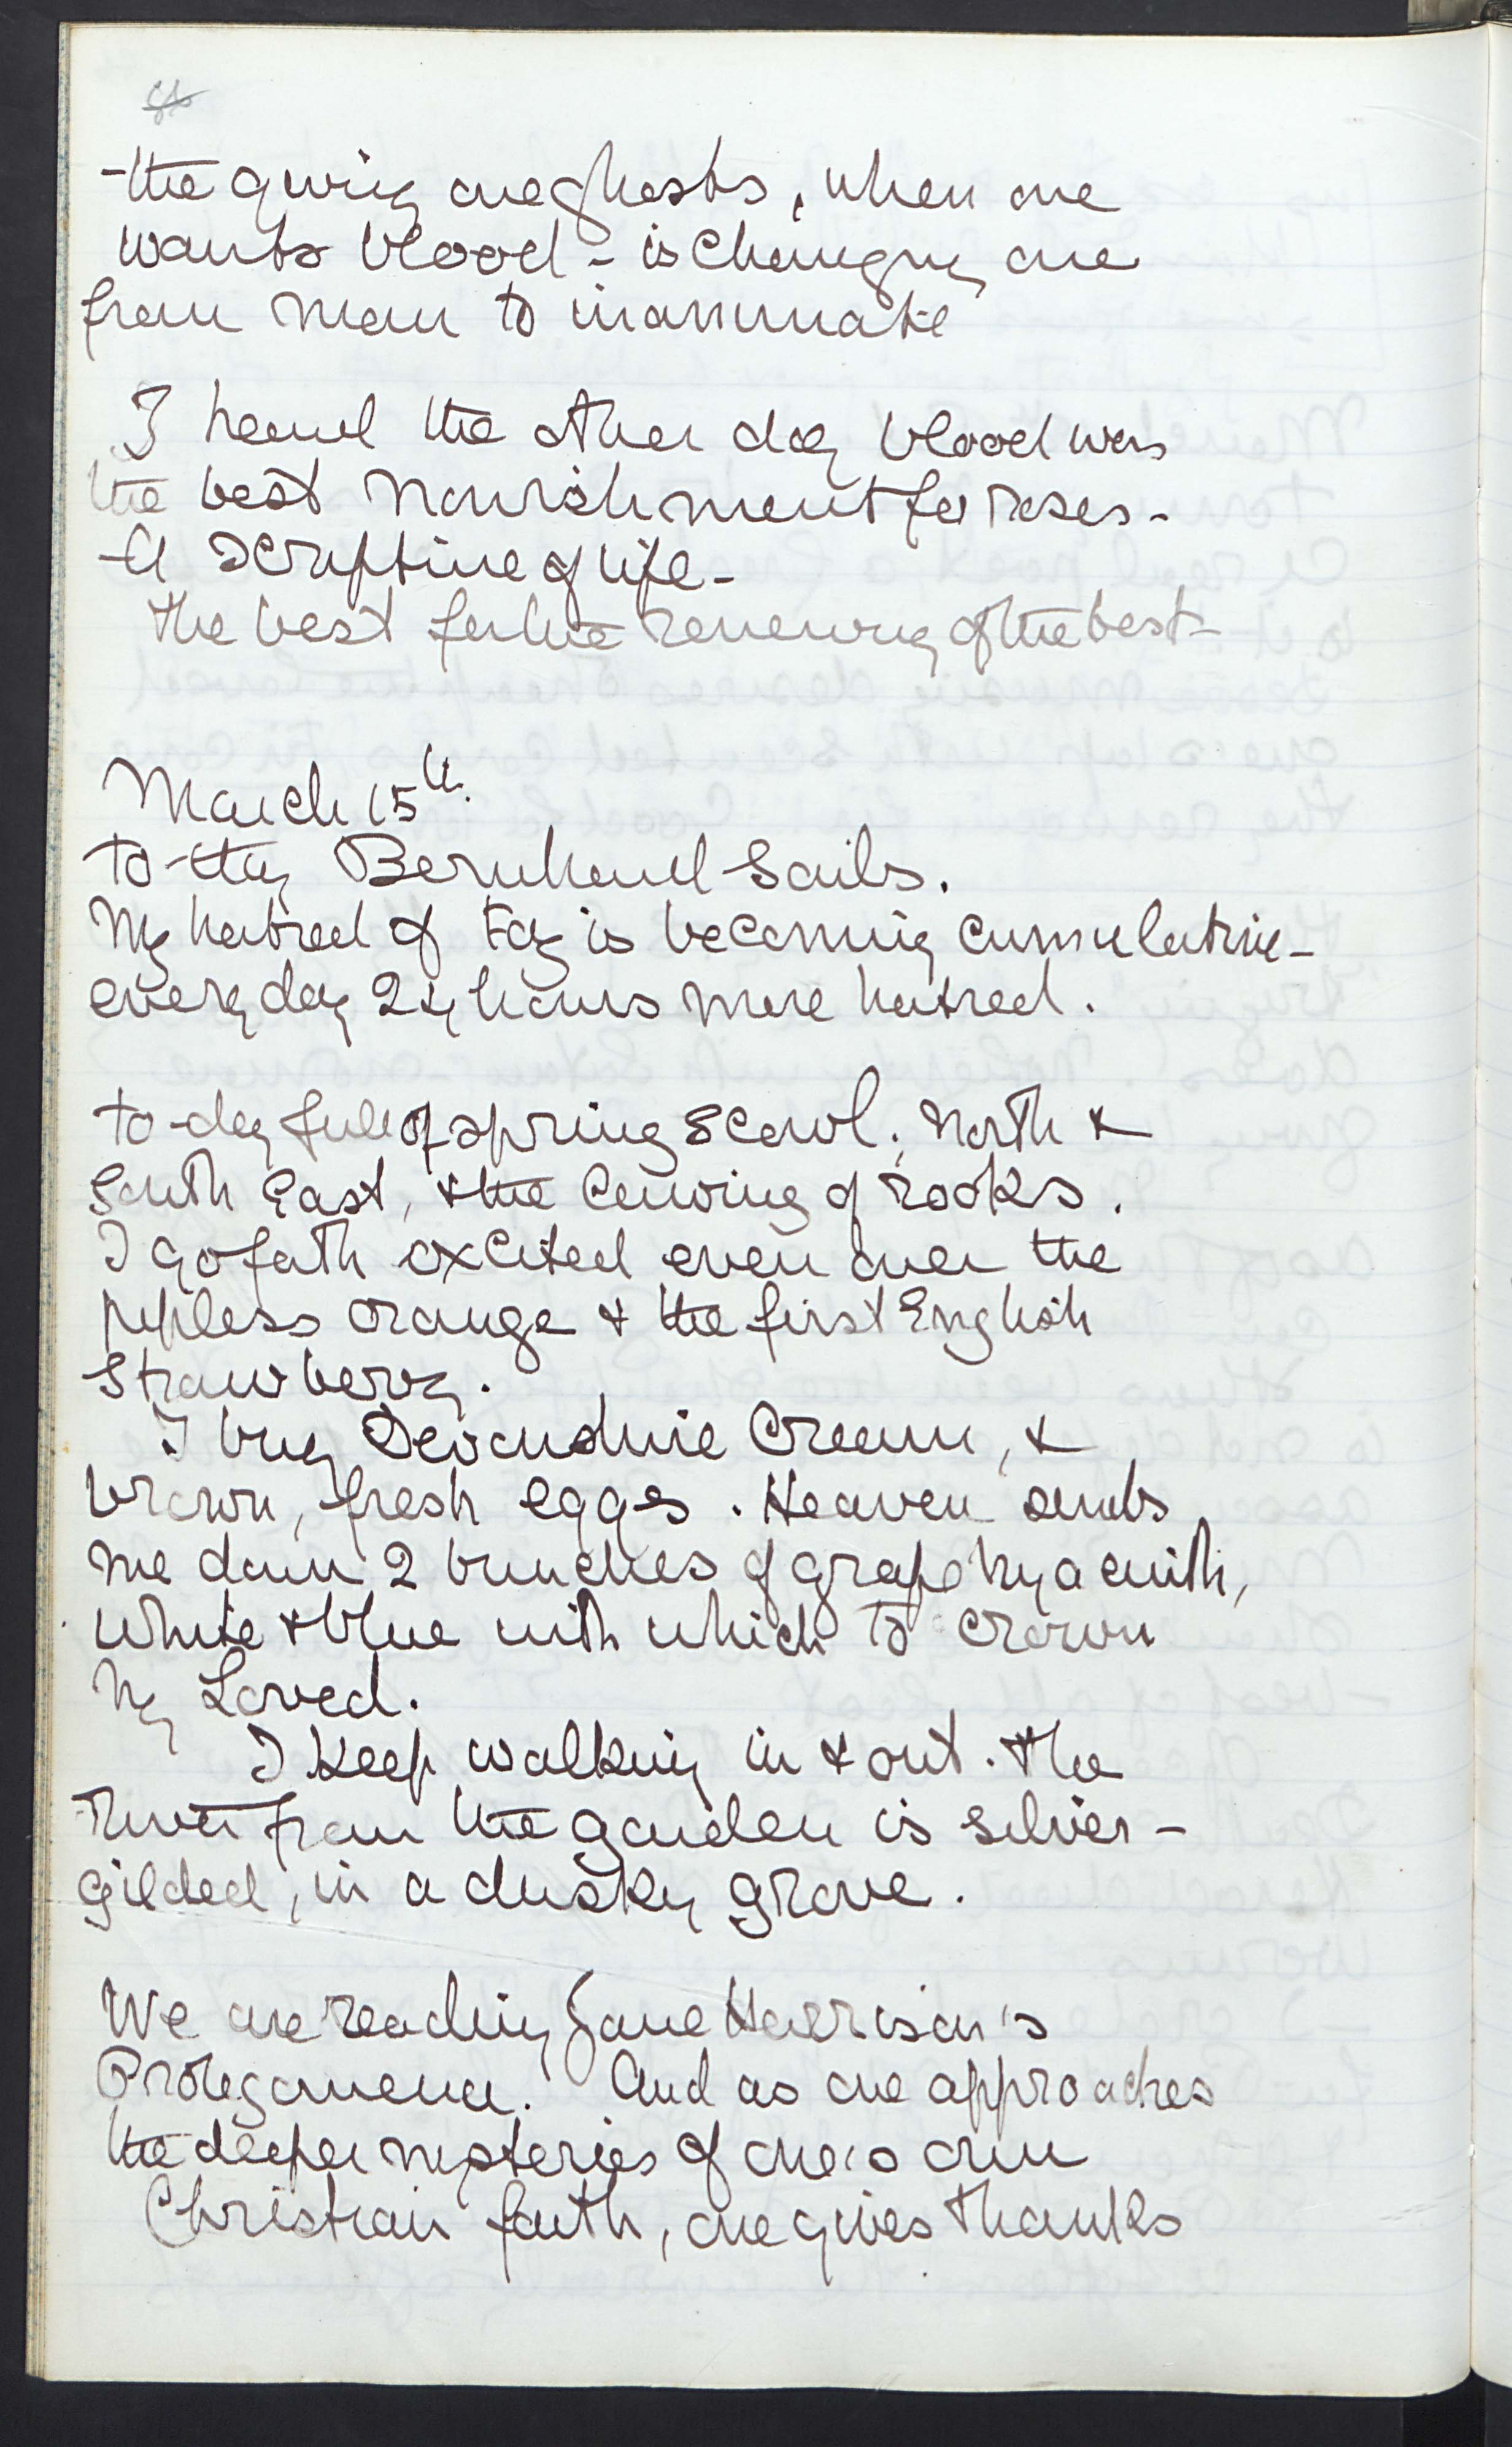 the giving one ghosts, when one
wants blood – is changing one
from man to inanimate
I heard the other day blood was
the best nourishment for roses –
A scripture of life –
The best for the renewing of the best –
March 15th.
To-day Bernhard sails.
My hatred of Fay is becoming cumulative –
every day 24 hours more hatred.
To-day full of spring scowl; North &
South East, & the cawing of rooks.
I go forth excited even over the
pipless orange & the first English
Strawberry.
I buy Devonshire Cream, &
brown, fresh eggs. Heaven sends
me down 2 bunches of grape hyacinth,
white & blue with which to crown
my Loved.
I keep walking in & out. The
river from the garden is silver-
gilded, in a dusky grove.
We are reading Jane Harrison's
Prolegomena. And as one approaches
the deeper mysteries of one's own
Christian faith, one gives thanks